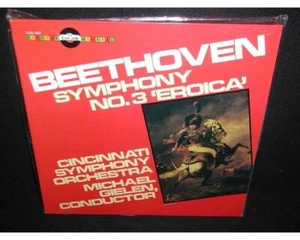 BEETHOVEN
SYMPHONY
NO. 3 'EROICA'
CINCINNATI
SYMPHONY
ORCHESTRA
MICHAEL
GIELEN,
CONDUCTOR